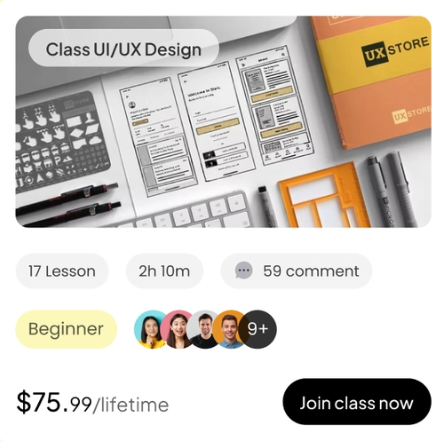 Class UI/UX Design
UX STORE
UX STORE
17 Lesson
2h 10m
59 comment
Beginner
9+
$75.99/lifetime
Join class now